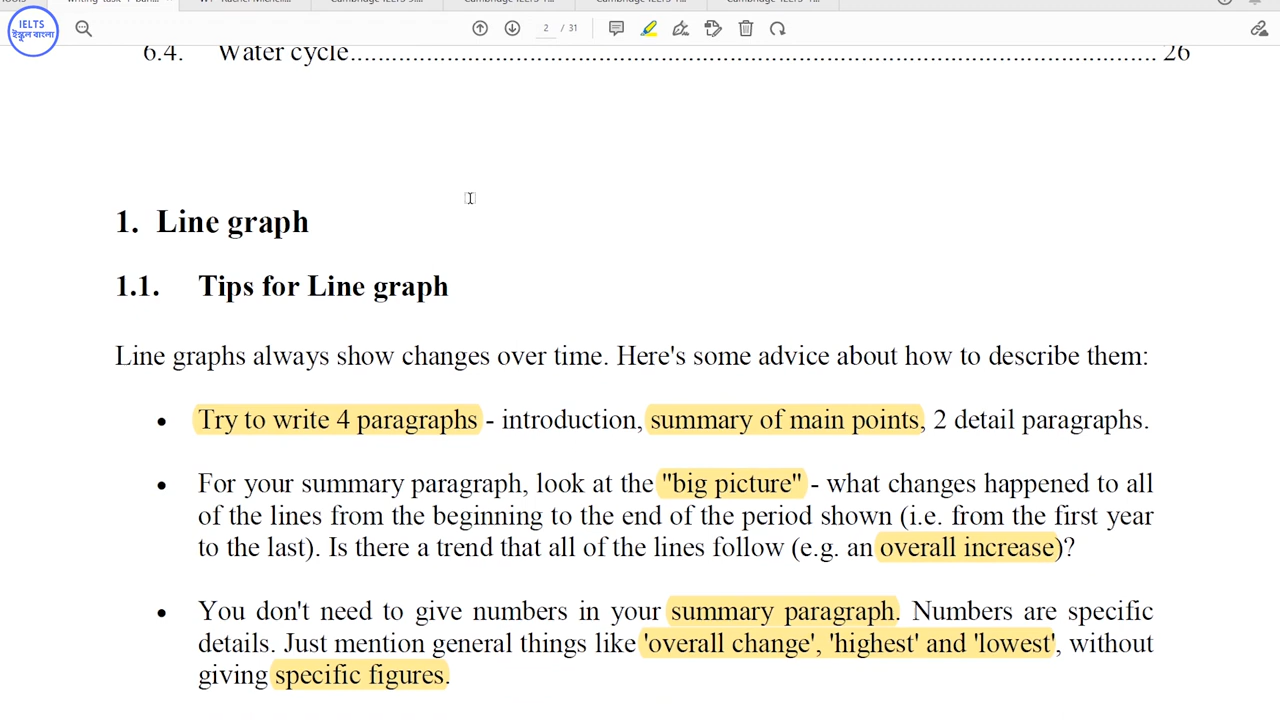 IELTS
ইস্কুল বাংলা
2 / 31
6.4. Water cycle 26
1. Line graph
1.1. Tips for Line graph
Line graphs always show changes over time. Here's some advice about how to describe them:
• Try to write 4 paragraphs - introduction, summary of main points, 2 detail paragraphs.
• For your summary paragraph, look at the "big picture" - what changes happened to all
of the lines from the beginning to the end of the period shown (i.e. from the first year
to the last). Is there a trend that all of the lines follow (e.g. an overall increase)?
• You don't need to give numbers in your summary paragraph. Numbers are specific
details. Just mention general things like 'overall change', 'highest' and 'lowest', without
giving specific figures.